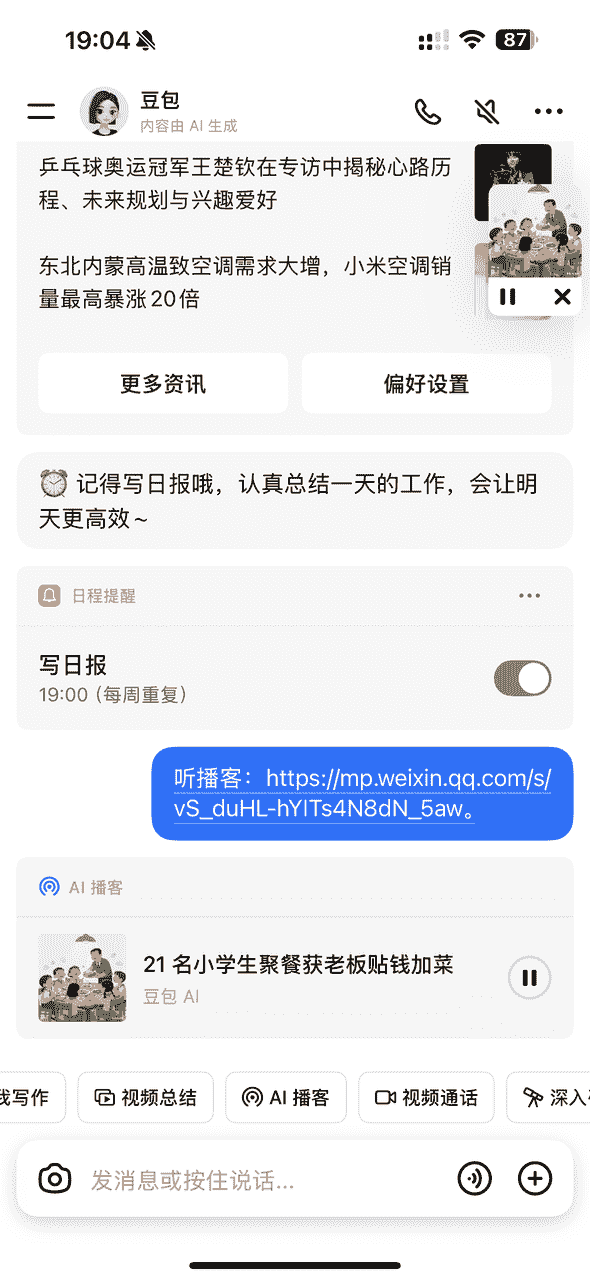 19:04
87
豆包
内容由 AI 生成
乒乓球奥运冠军王楚钦在专访中揭秘心路历
程、未来规划与兴趣爱好
东北内蒙高温致空调需求大增，小米空调销
量最高暴涨20倍
更多资讯
偏好设置
⏰ 记得写日报哦，认真总结一天的工作，会让明
天更高效~
日程提醒
写日报
19:00 (每周重复)
听播客：https://mp.weixin.qq.com/s/
vS_duHL-hYlTs4N8dN_5aw。
AI 播客
21 名小学生聚餐获老板贴钱加菜
豆包 AI
我写作
视频总结
AI 播客
视频通话
深入
发消息或按住说话...